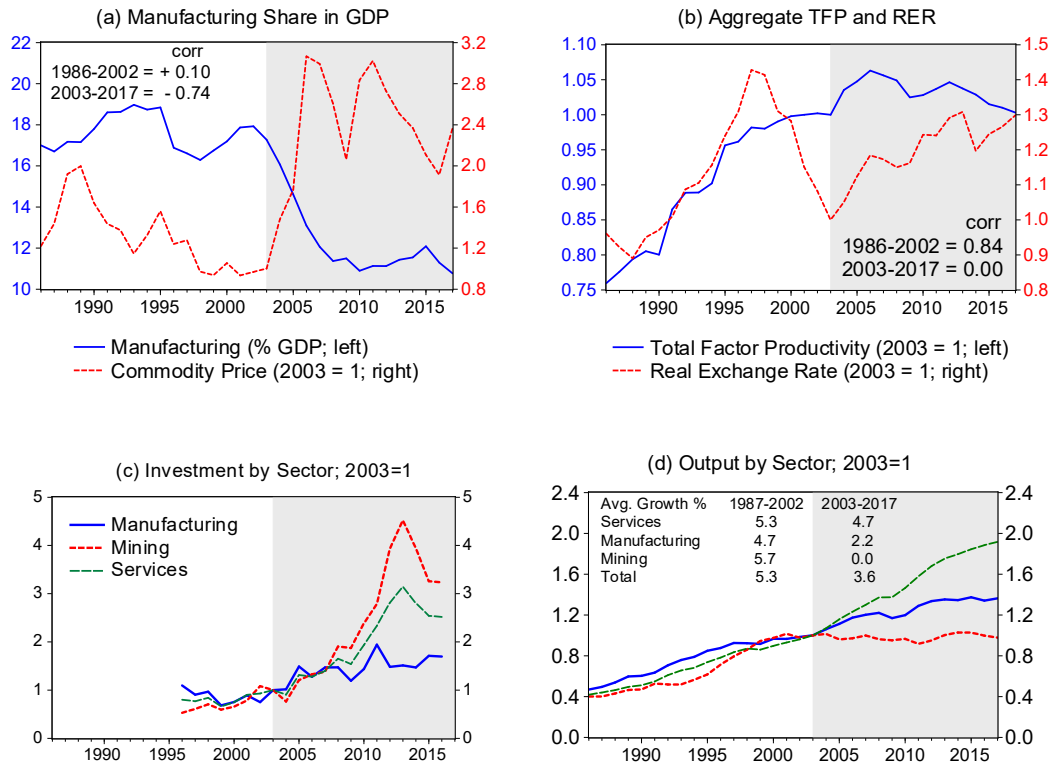 (a) Manufacturing Share in GDP
22
20
18
16
14
12
10
3.2
2.8
2.4
2.0
1.6
1.2
0.8
corr
1986-2002 = + 0.10
2003-2017 = - 0.74
1990 1995 2000 2005 2010 2015
Manufacturing (% GDP; left)
Commodity Price (2003 = 1; right)
(b) Aggregate TFP and RER
1.10
1.05
1.00
0.95
0.90
0.85
0.80
0.75
1.5
1.4
1.3
1.2
1.1
1.0
0.9
0.8
corr
1986-2002 = 0.84
2003-2017 = 0.00
1990 1995 2000 2005 2010 2015
Total Factor Productivity (2003 = 1; left)
Real Exchange Rate (2003 = 1; right)
(c) Investment by Sector; 2003=1
5
4
3
2
1
0
5
4
3
2
1
0
Manufacturing
Mining
Services
1990 1995 2000 2005 2010 2015
(d) Output by Sector; 2003=1
2.4
2.0
1.6
1.2
0.8
0.4
0.0
2.4
2.0
1.6
1.2
0.8
0.4
0.0
Avg. Growth % 1987-2002 2003-2017
Services 5.3 4.7
Manufacturing 4.7 2.2
Mining 5.7 0.0
Total 5.3 3.6
1990 1995 2000 2005 2010 2015